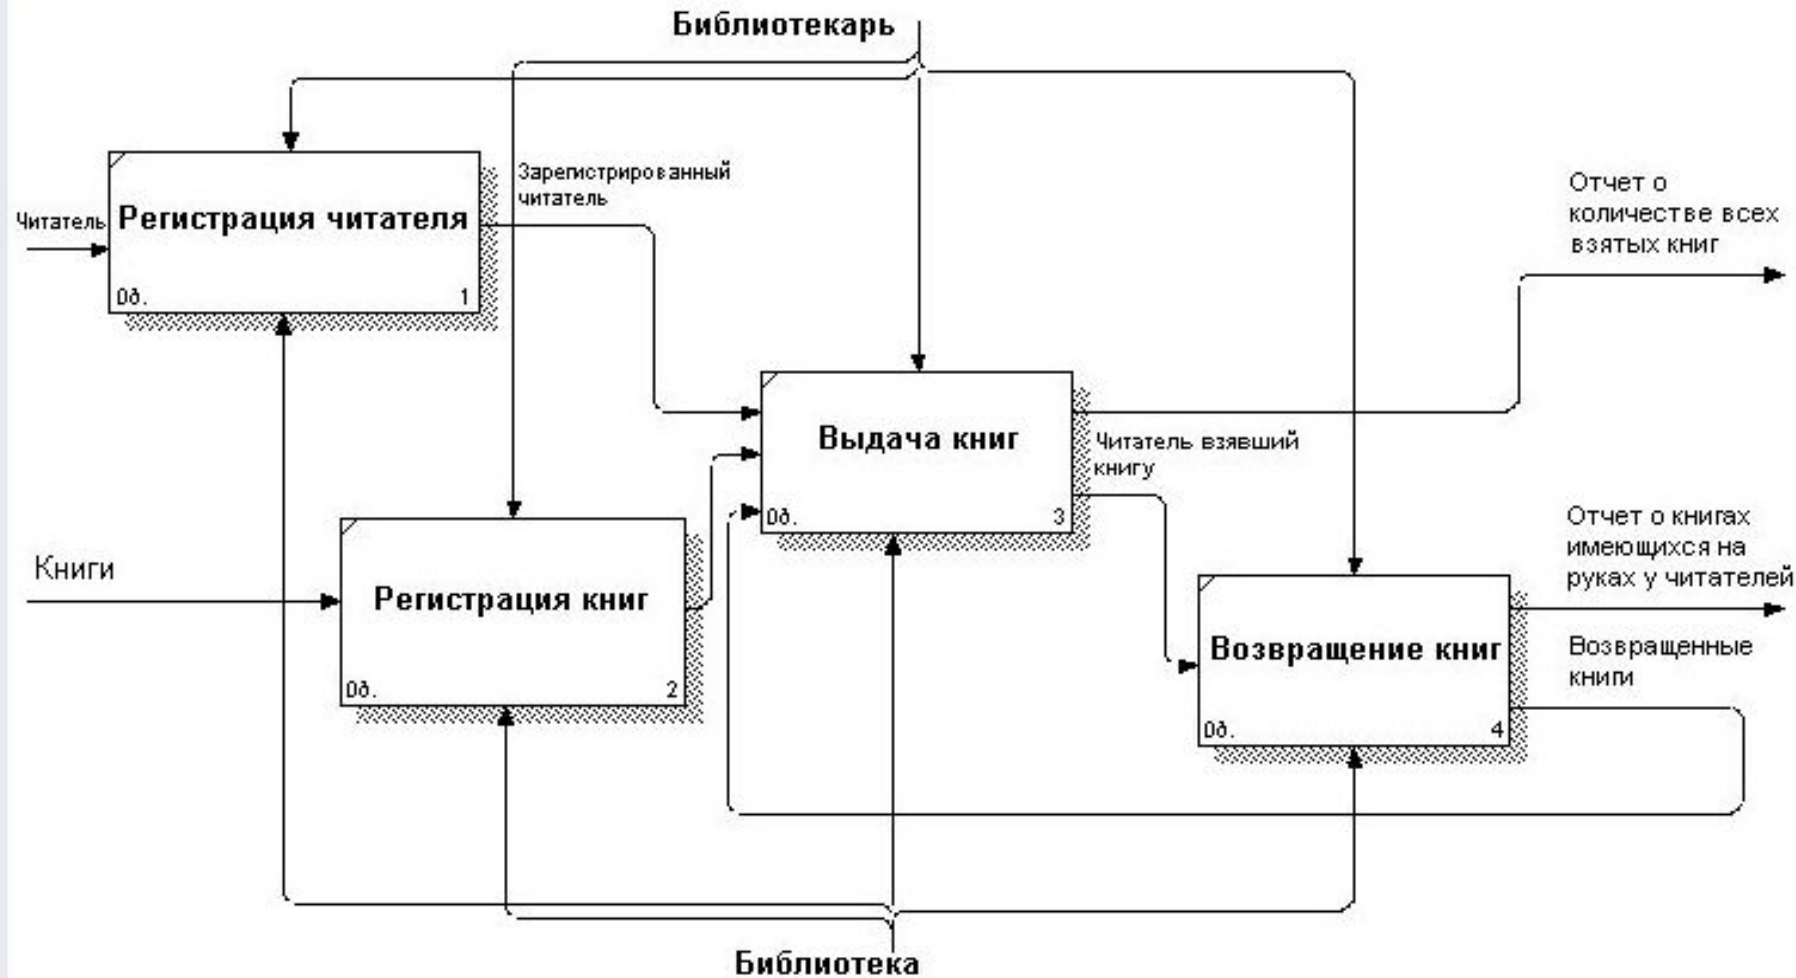 Библиотекарь
Зарегистрированный
читатель
Читатель
Регистрация читателя
0д.
1
Отчет о
количестве всех
взятых книг
Выдача книг
0д.
3
Читатель взявший
книгу
Книги
Регистрация книг
0д.
2
Отчет о книгах
имеющихся на
руках у читателей
Возвращение книг
0д.
4
Возвращенные
книги
Библиотека